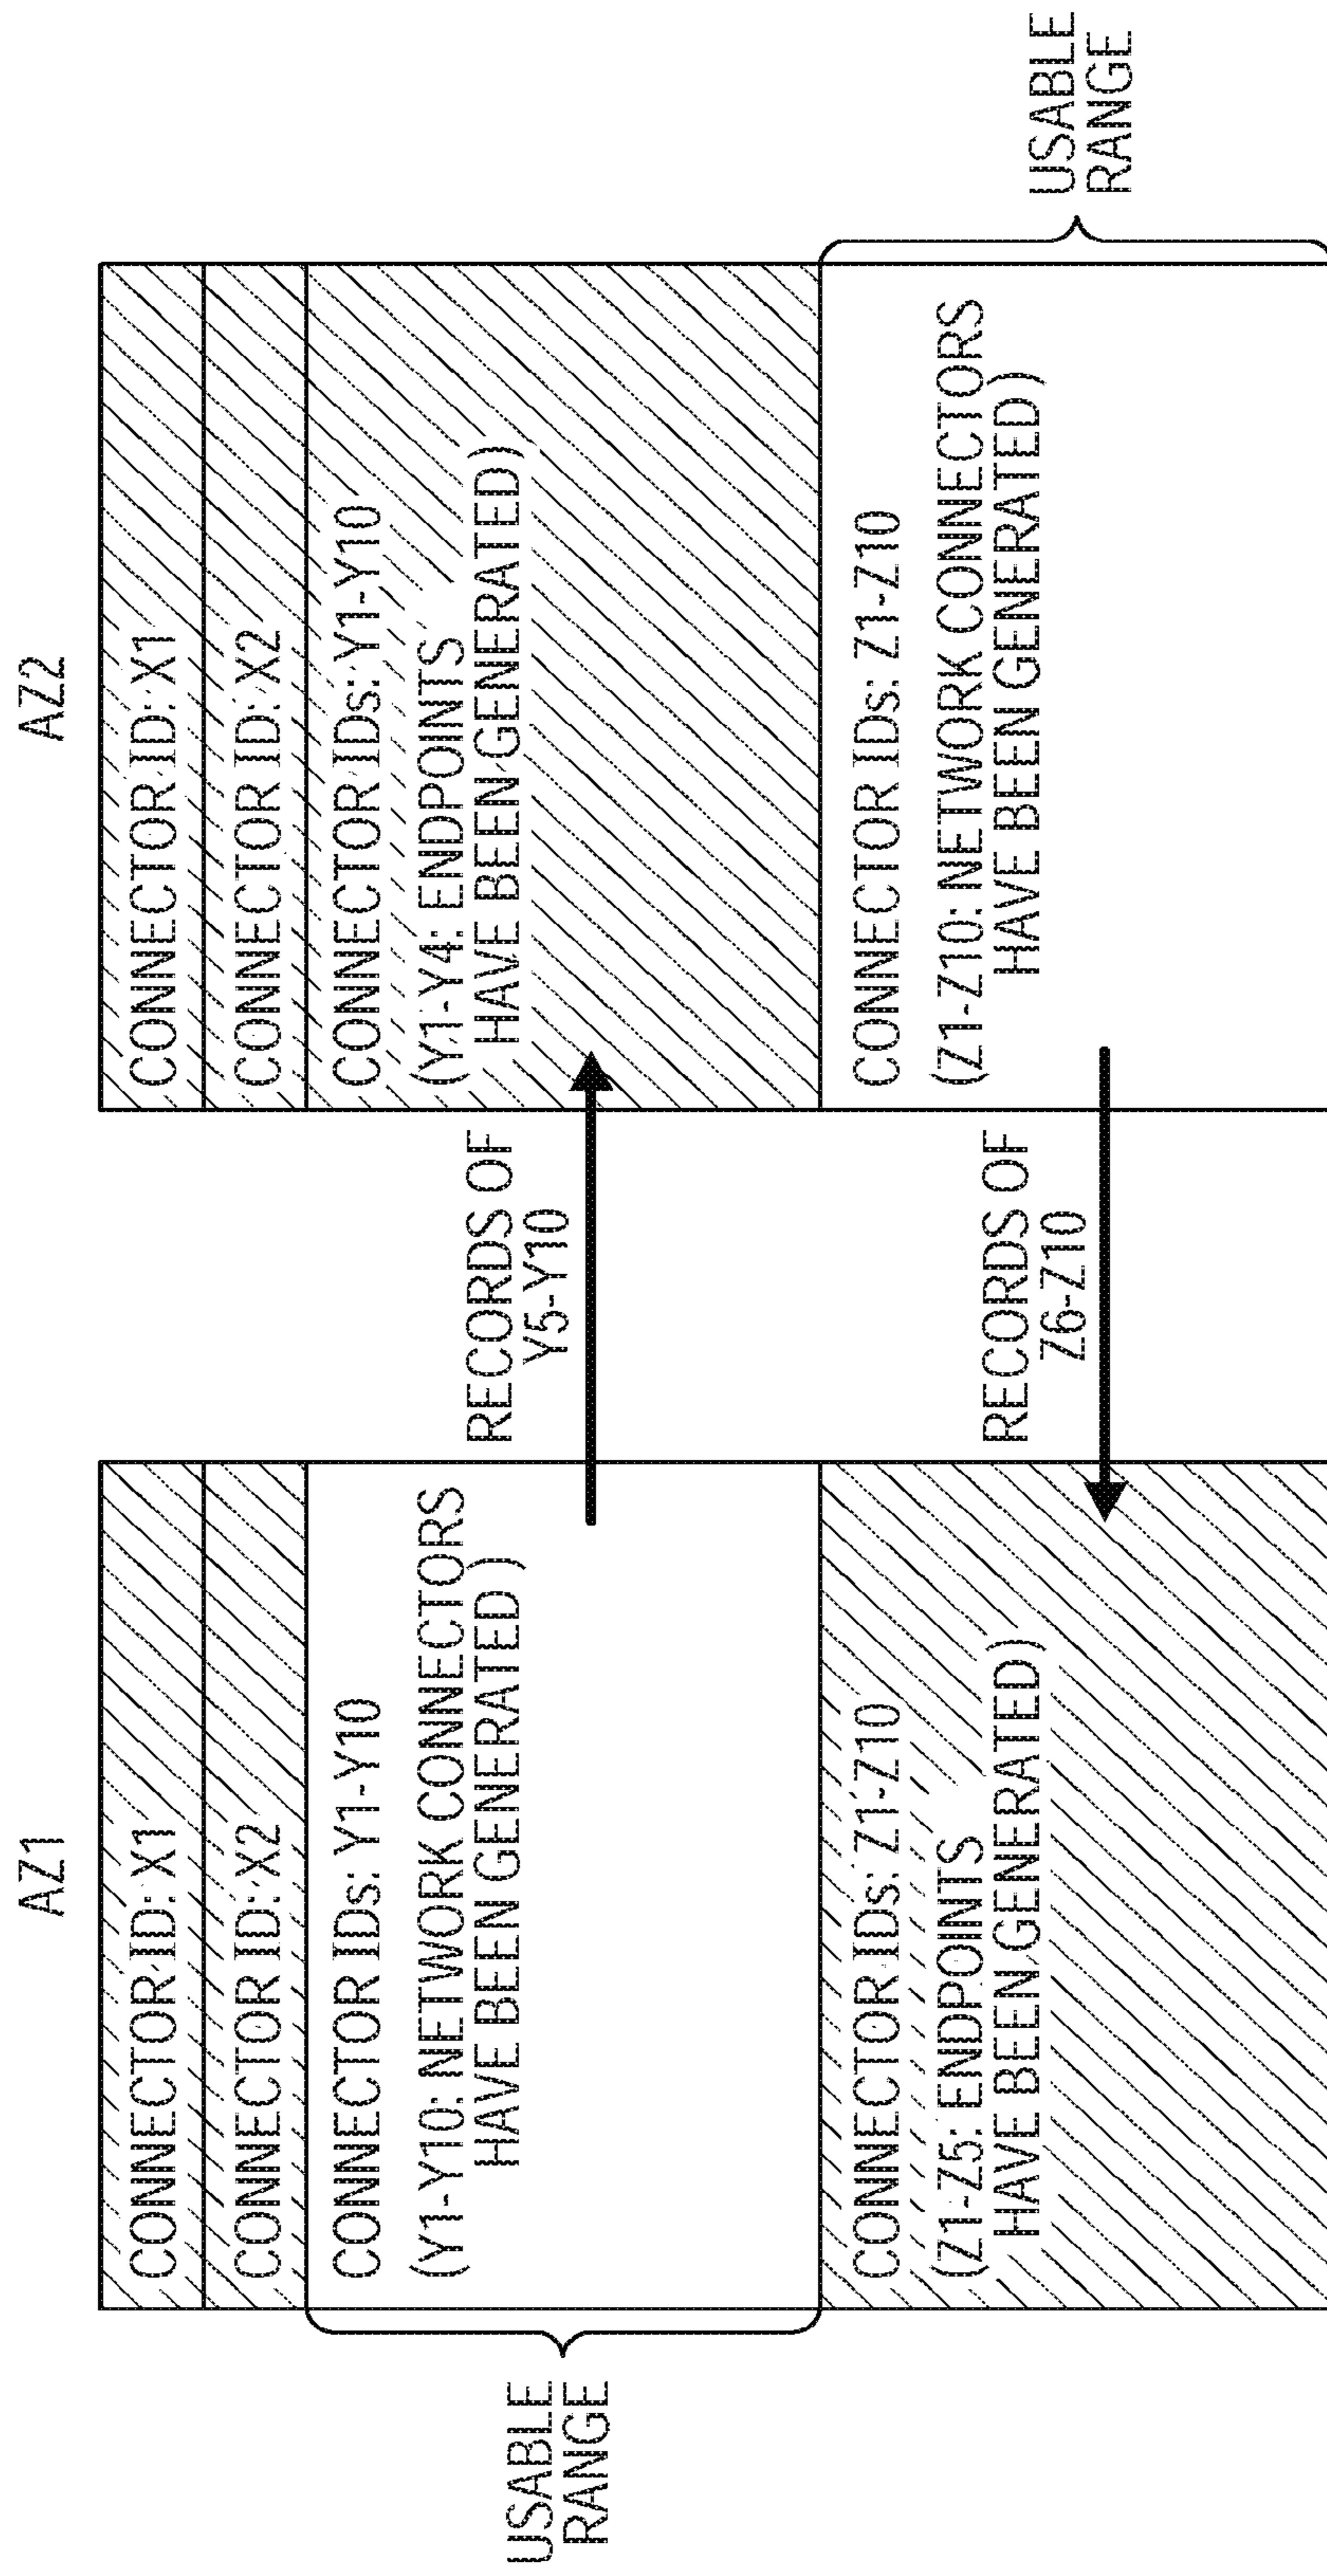 AZ1
CONNECTOR ID: X1
CONNECTOR ID: X2
CONNECTOR IDs: Y1-Y10
(Y1-Y10: NETWORK CONNECTORS
HAVE BEEN GENERATED)
CONNECTOR IDs: Z1-Z10
(Z1-Z5: ENDPOINTS
HAVE BEEN GENERATED)
USABLE
RANGE
RECORDS OF
Y5-Y10
RECORDS OF
Z6-Z10
AZ2
CONNECTOR ID: X1
CONNECTOR ID: X2
CONNECTOR IDs: Y1-Y10
(Y1-Y4: ENDPOINTS
HAVE BEEN GENERATED)
CONNECTOR IDs: Z1-Z10
(Z1-Z10: NETWORK CONNECTORS
HAVE BEEN GENERATED)
USABLE
RANGE